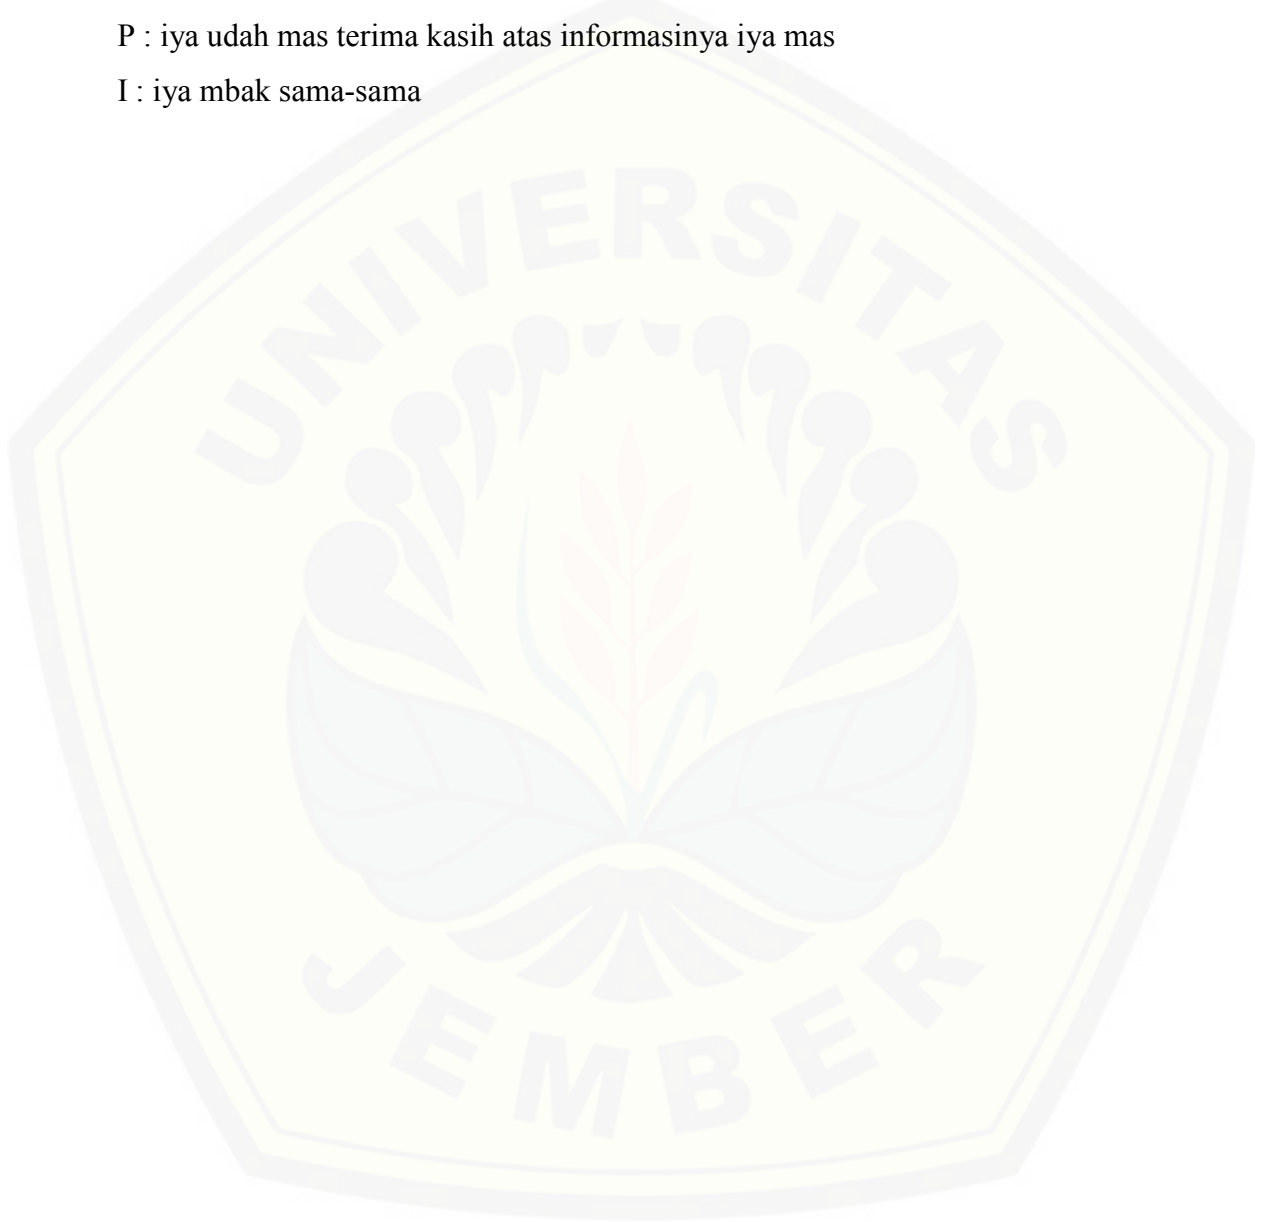 P : iya udah mas terima kasih atas informasinya iya mas
I : iya mbak sama-sama
UNIVERSITAS
JEMBER